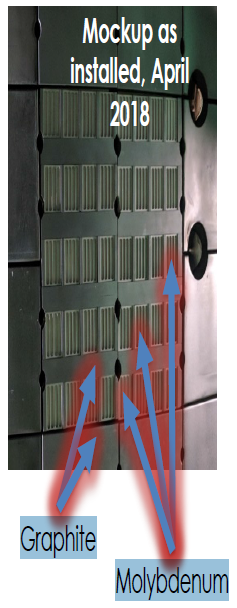 Mockup as
installed, April
2018
Graphite
Molybdenum